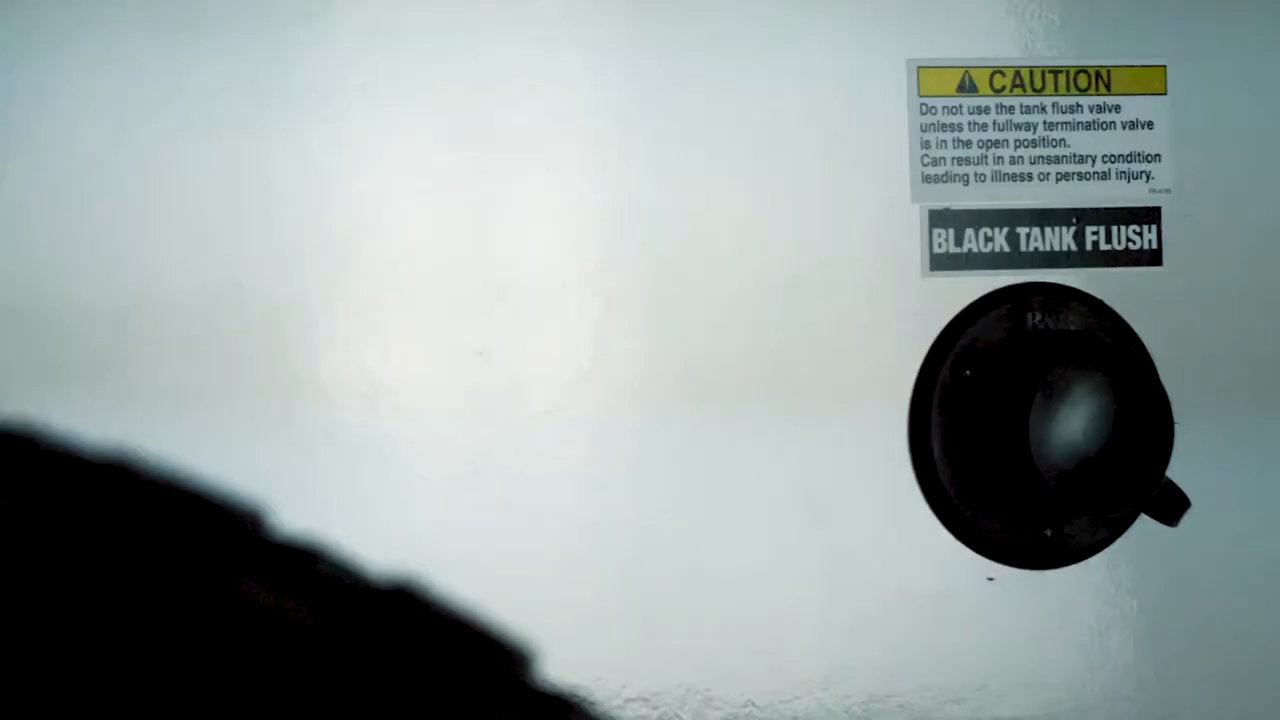 CAUTION
Do not use the tank flush valve
unless the fullway termination valve
is in the open position.
Can result in an unsanitary condition
leading to illness or personal injury.
BLACK TANK FLUSH